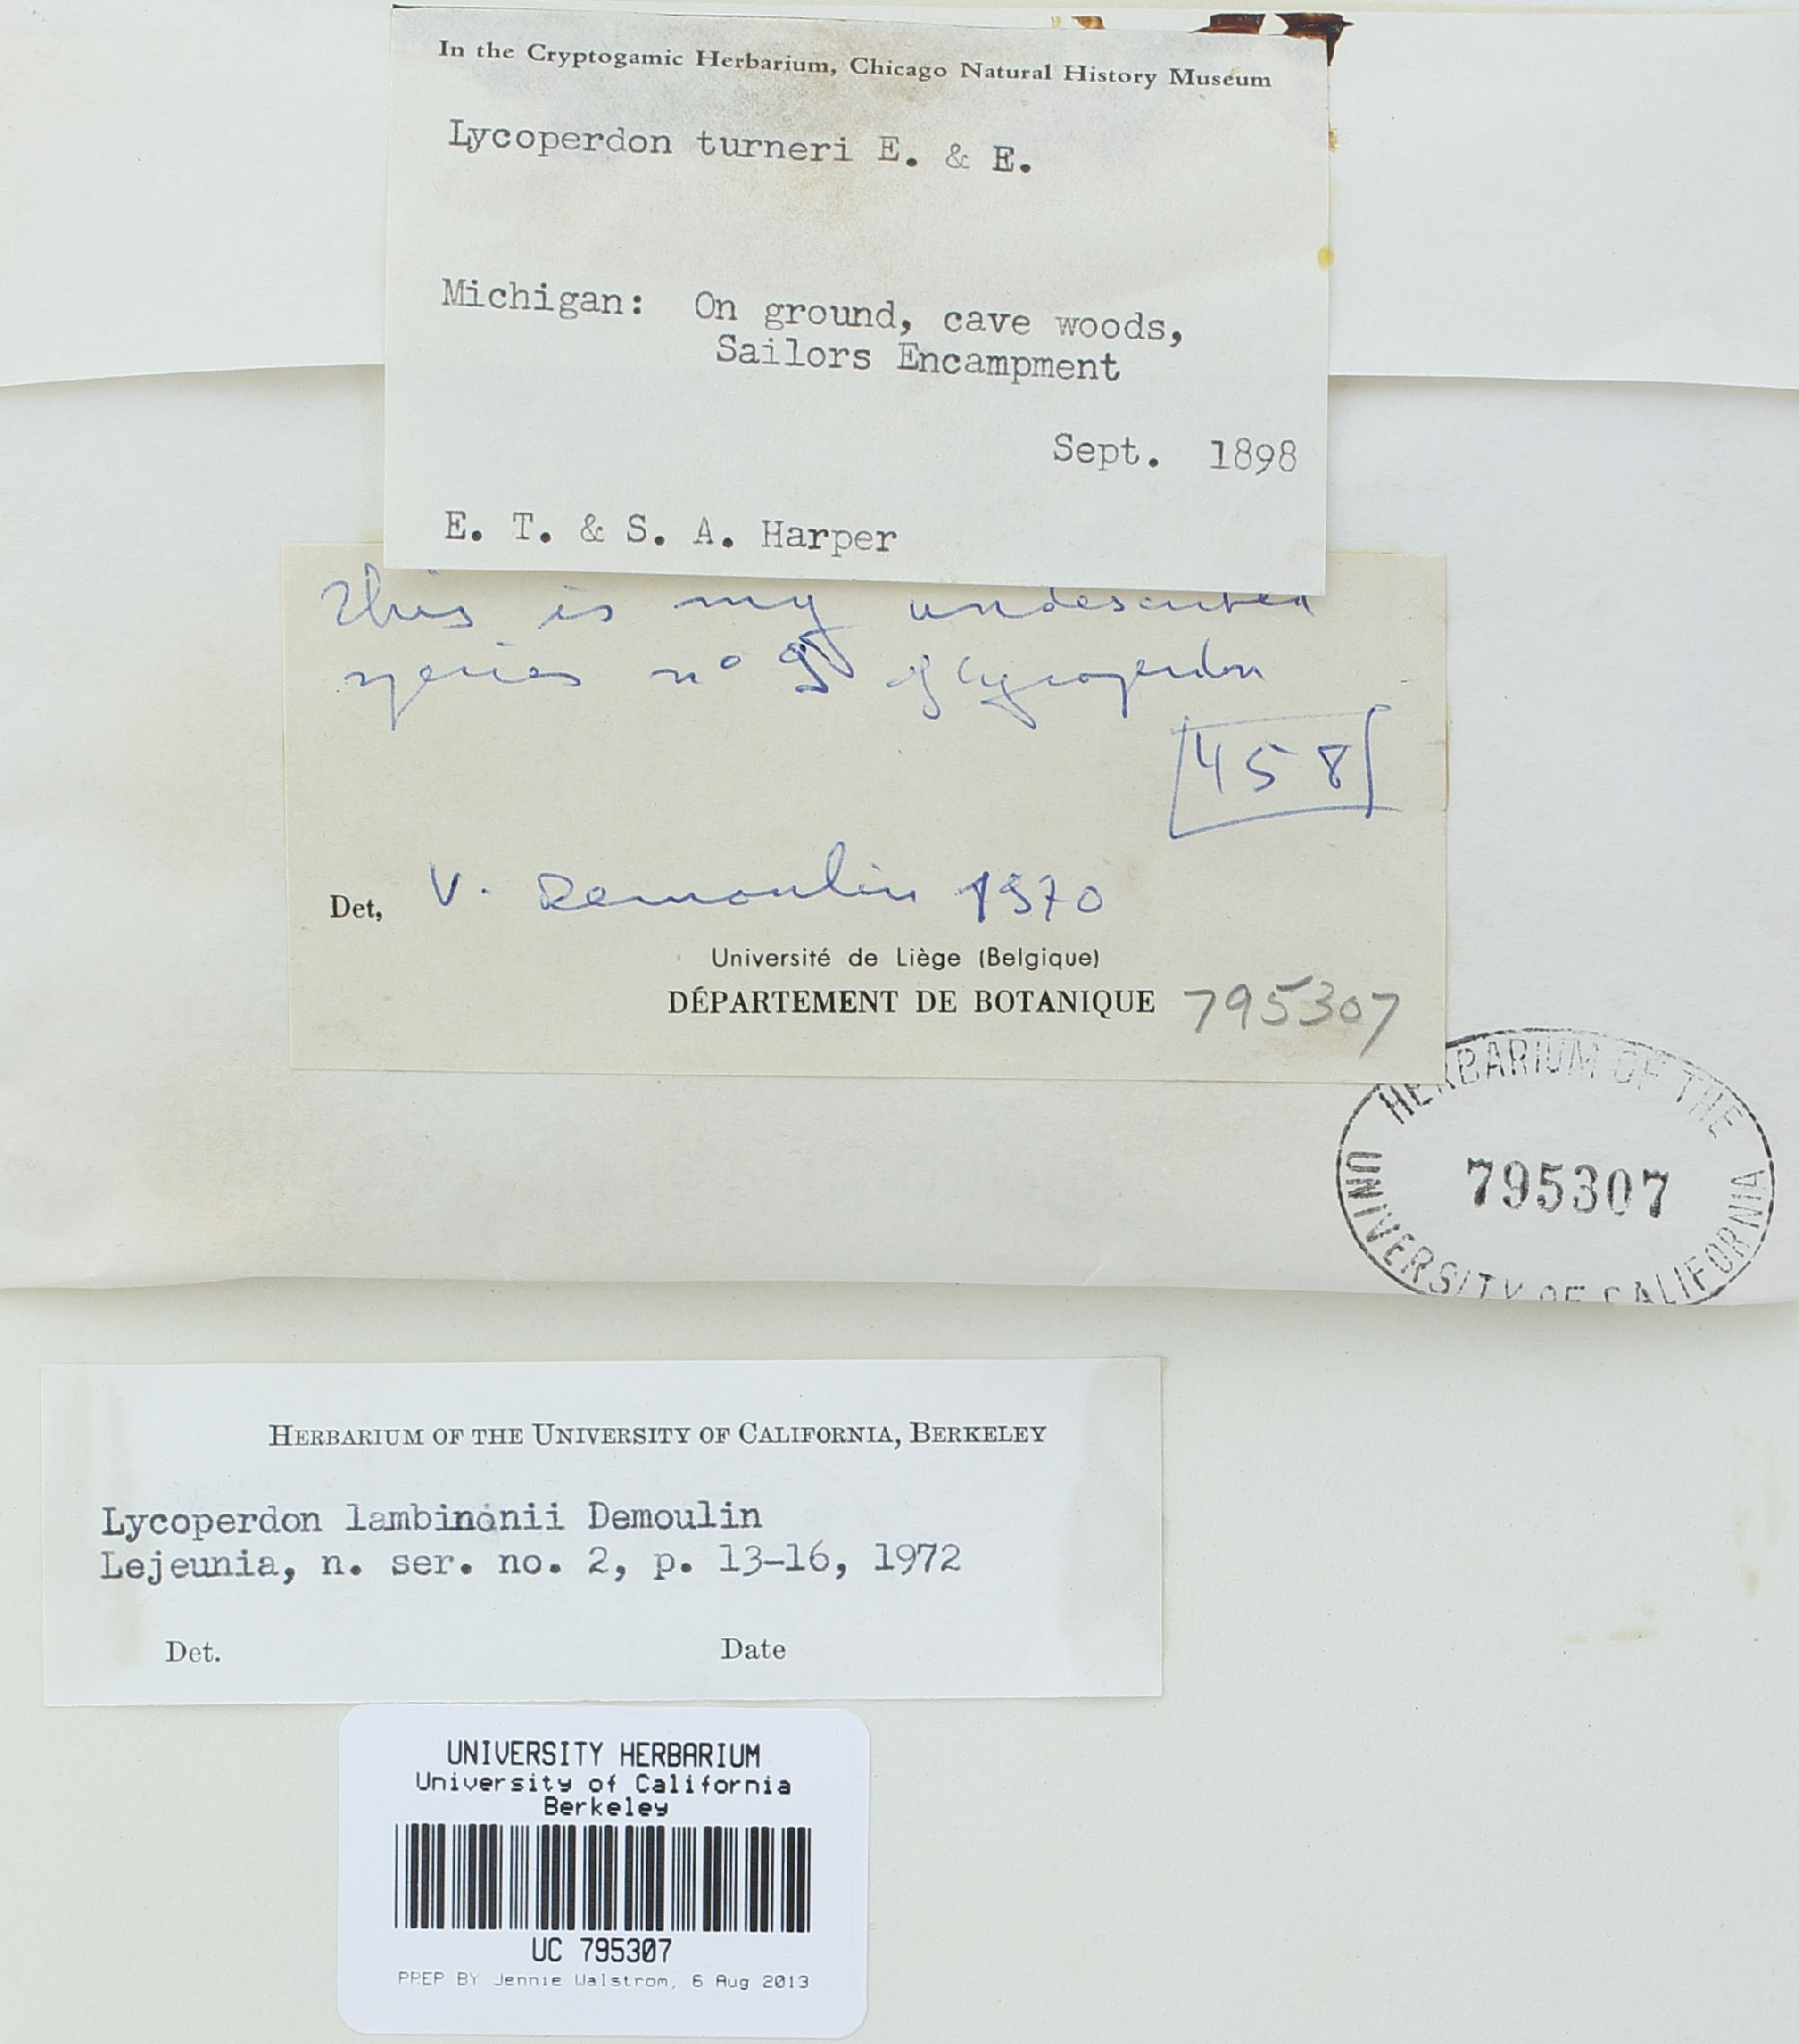 In the Cryptogamic Herbarium, Chicago Natural History Museum
Lycoperdon turneri E. & E.
Michigan: On ground, cave woods,
Sailors Encampment
Sept. 1898
E. T. & S. A. Harper
This is my undescribed
species n° 9 of Lycoperdon
458
Det, V. Demoulin 1970
Université de Liège (Belgique)
DÉPARTEMENT DE BOTANIQUE 795307
HERBARIUM OF THE
795307
UNIVERSITY OF CALIFORNIA
HERBARIUM OF THE UNIVERSITY OF CALIFORNIA, BERKELEY
Lycoperdon lambinonii Demoulin
Lejeunia, n. ser. no. 2, p. 13-16, 1972
Det. Date
UNIVERSITY HERBARIUM
University of California
Berkeley
UC 795307
PREP BY Jennie Walstrom, 6 Aug 2013